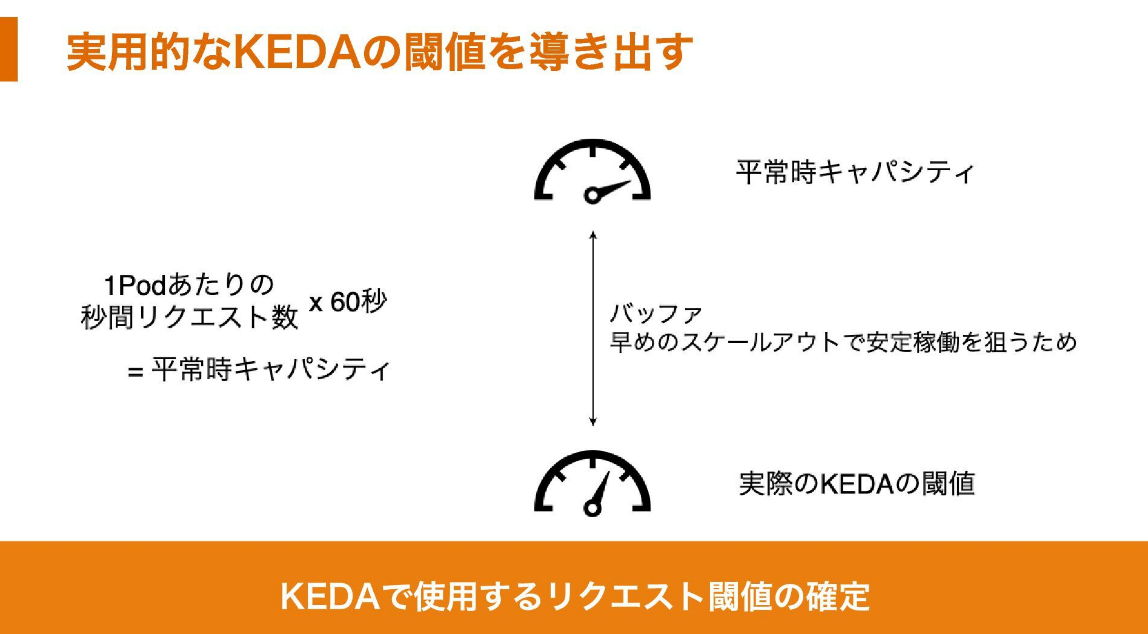 実用的なKEDAの閾値を導き出す
平常時キャパシティ
1Podあたりの
秒間リクエスト数 x 60秒
= 平常時キャパシティ
バッファ
早めのスケールアウトで安定稼働を狙うため
実際のKEDAの閾値
KEDAで使用するリクエスト閾値の確定